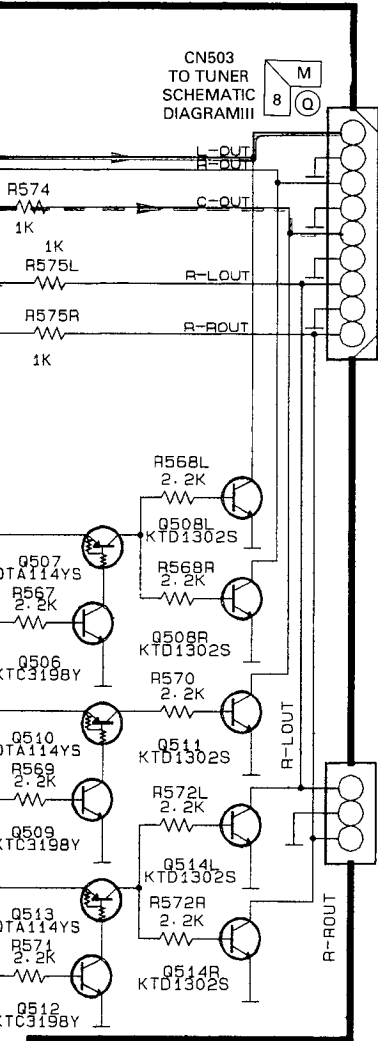 CN503
TO TUNER
SCHEMATIC
DIAGRAMIII
M
8 Q
L-OUT
R-OUT
R574
C-OUT
1K
1K
R575L
R-LOUT
R575R
R-ROUT
1K
R568L
2.2K
Q508L
KTD1302S
Q507
DTA114YS
R568R
2.2K
R567
2.2K
Q508R
KTD1302S
Q506
KTC3198Y
R570
2.2K
R-LOUT
Q510
DTA114YS
Q511
KTD1302S
R569
2.2K
R572L
2.2K
Q509
KTC3198Y
Q514L
KTD1302S
R572R
2.2K
Q513
DTA114YS
R-ROUT
R571
2.2K
Q514R
KTD1302S
Q512
KTC3198Y